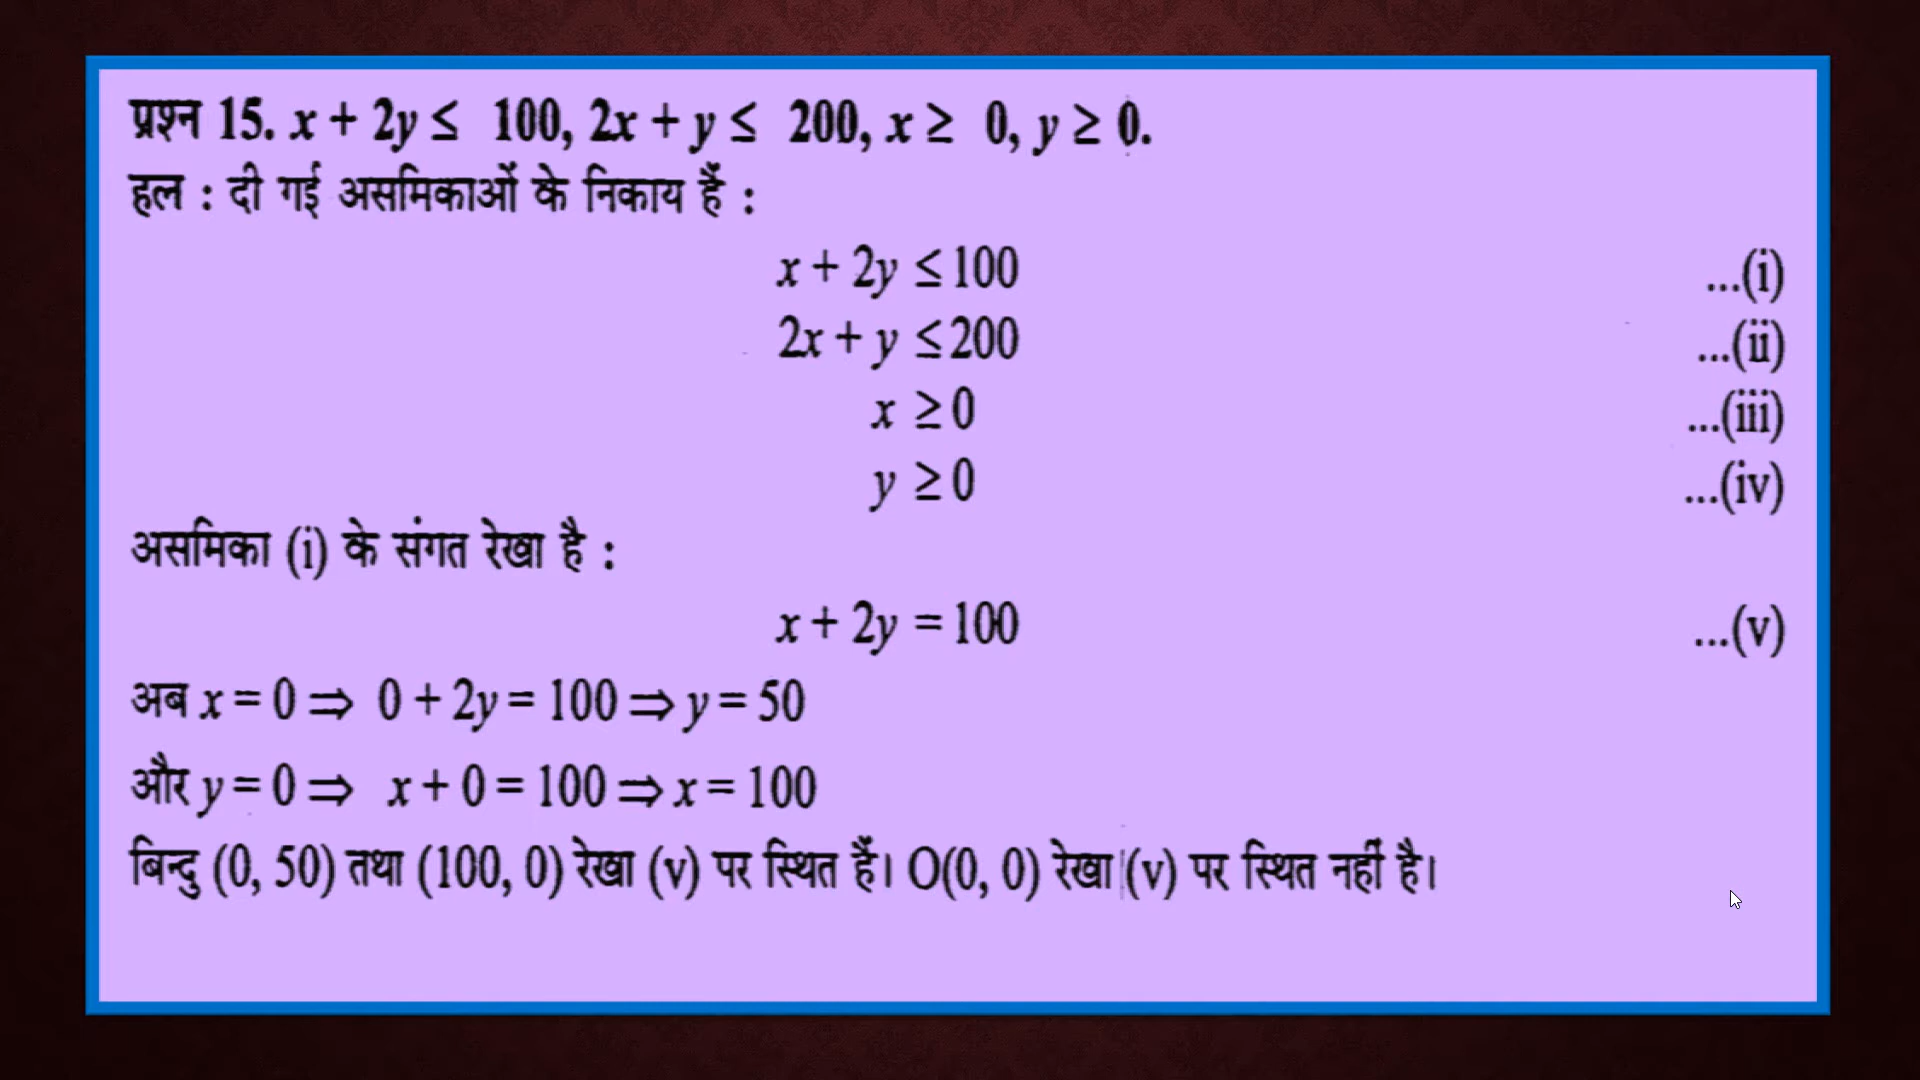 प्रश्न 15. x + 2y ≤ 100, 2x + y ≤ 200, x ≥ 0, y ≥ 0.
हल : दी गई असमिकाओं के निकाय हैं :
x + 2y ≤ 100 ...(i)
2x + y ≤ 200 ...(ii)
x ≥ 0 ...(iii)
y ≥ 0 ...(iv)
असमिका (i) के संगत रेखा है :
x + 2y = 100 ...(v)
अब x = 0 ⇒ 0 + 2y = 100 ⇒ y = 50
और y = 0 ⇒ x + 0 = 100 ⇒ x = 100
बिन्दु (0, 50) तथा (100, 0) रेखा (v) पर स्थित हैं। O(0, 0) रेखा (v) पर स्थित नहीं है।